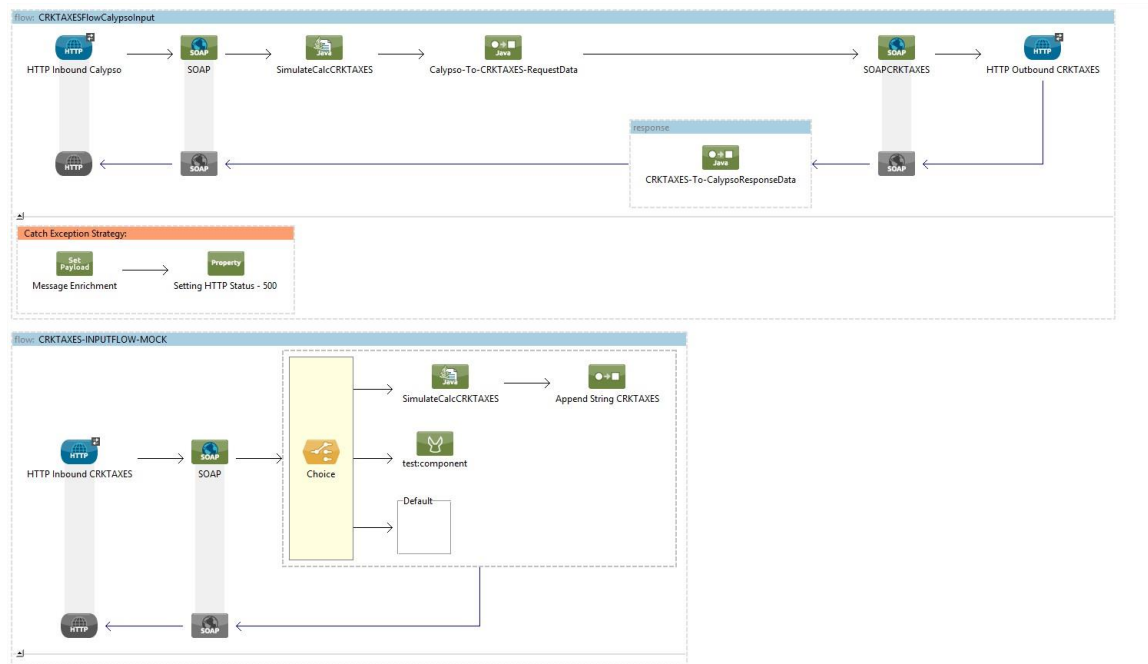 flow: CRKTAXESFlowCalypsoInput
HTTP
SOAP
Java
Java
SOAP
HTTP
HTTP Inbound Calypso
SOAP
SimulateCalcCRKTAXES
Calypso-To-CRKTAXES-RequestData
SOAPCRKTAXES
HTTP Outbound CRKTAXES
response
HTTP
SOAP
Java
SOAP
CRKTAXES-To-CalypsoResponseData
Catch Exception Strategy:
Set
Payload
Property
Message Enrichment
Setting HTTP Status - 500
flow: CRKTAXES-INPUTFLOW-MOCK
Java
SimulateCalcCRKTAXES
Append String CRKTAXES
HTTP
SOAP
HTTP Inbound CRKTAXES
SOAP
Choice
test:component
Default
HTTP
SOAP